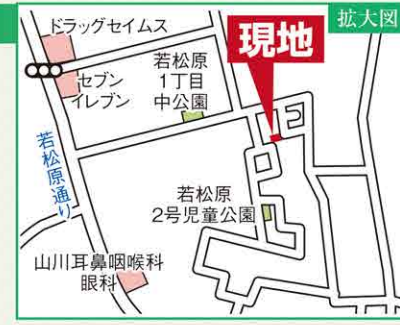 拡大図
ドラッグセイムス
現地
若松原
1丁目
中公園
セブン
イレブン
若松原通り
若松原
2号児童公園
山川耳鼻咽喉科
眼科